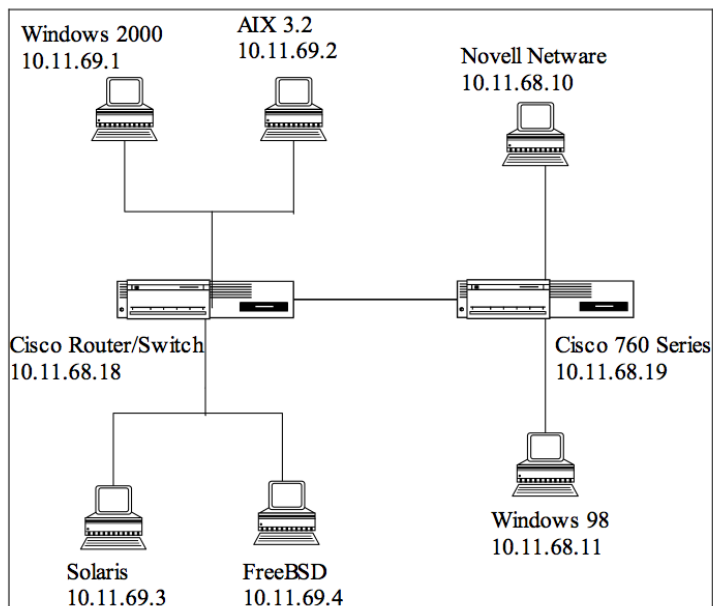 Windows 2000
10.11.69.1
AIX 3.2
10.11.69.2
Novell Netware
10.11.68.10
Cisco Router/Switch
10.11.68.18
Cisco 760 Series
10.11.68.19
Solaris
10.11.69.3
FreeBSD
10.11.69.4
Windows 98
10.11.68.11